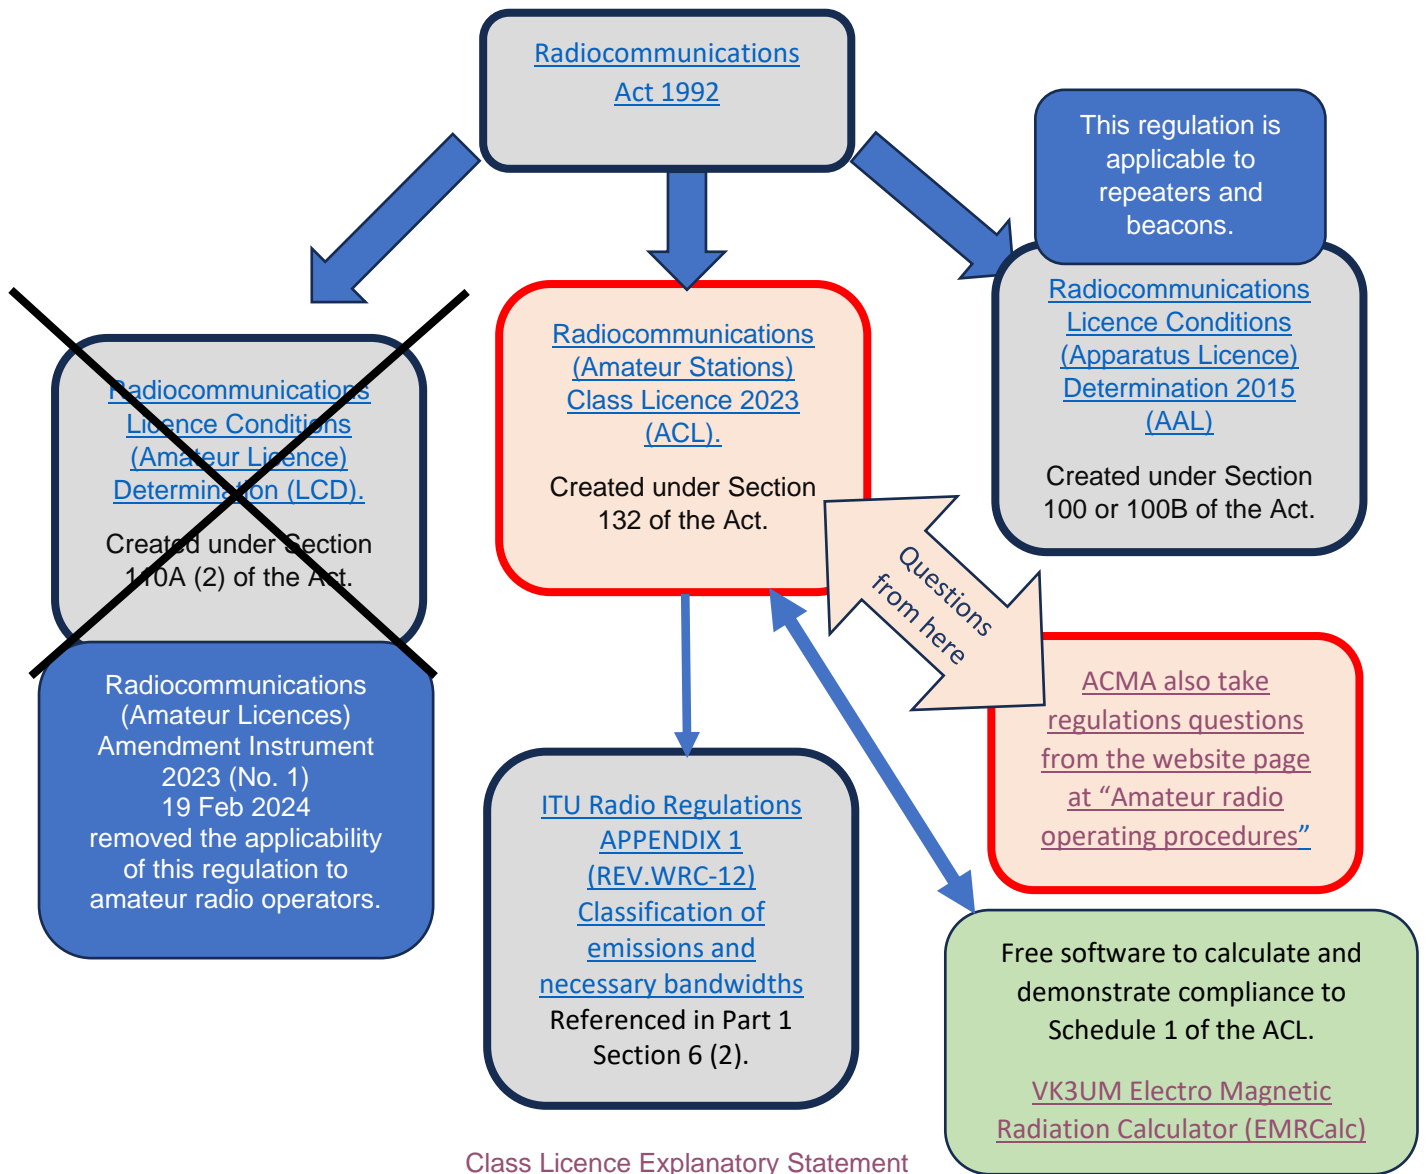 Radiocommunications
Act 1992
This regulation is
applicable to
repeaters and
beacons.
Radiocommunications
Licence Conditions
(Apparatus Licence)
Determination 2015
(AAL)
Created under Section
100 or 100B of the Act.
Radiocommunications
(Amateur Stations)
Class Licence 2023
(ACL).
Created under Section
132 of the Act.
Radiocommunications
Licence Conditions
(Amateur Licence)
Determination (LCD).
Created under Section
110A (2) of the Act.
Radiocommunications
(Amateur Licences)
Amendment Instrument
2023 (No. 1)
19 Feb 2024
removed the applicability
of this regulation to
amateur radio operators.
Questions
from here
ACMA also take
regulations questions
from the website page
at “Amateur radio
operating procedures”
ITU Radio Regulations
APPENDIX 1
(REV.WRC-12)
Classification of
emissions and
necessary bandwidths
Referenced in Part 1
Section 6 (2).
Free software to calculate and
demonstrate compliance to
Schedule 1 of the ACL.
VK3UM Electro Magnetic
Radiation Calculator (EMRCalc)
Class Licence Explanatory Statement